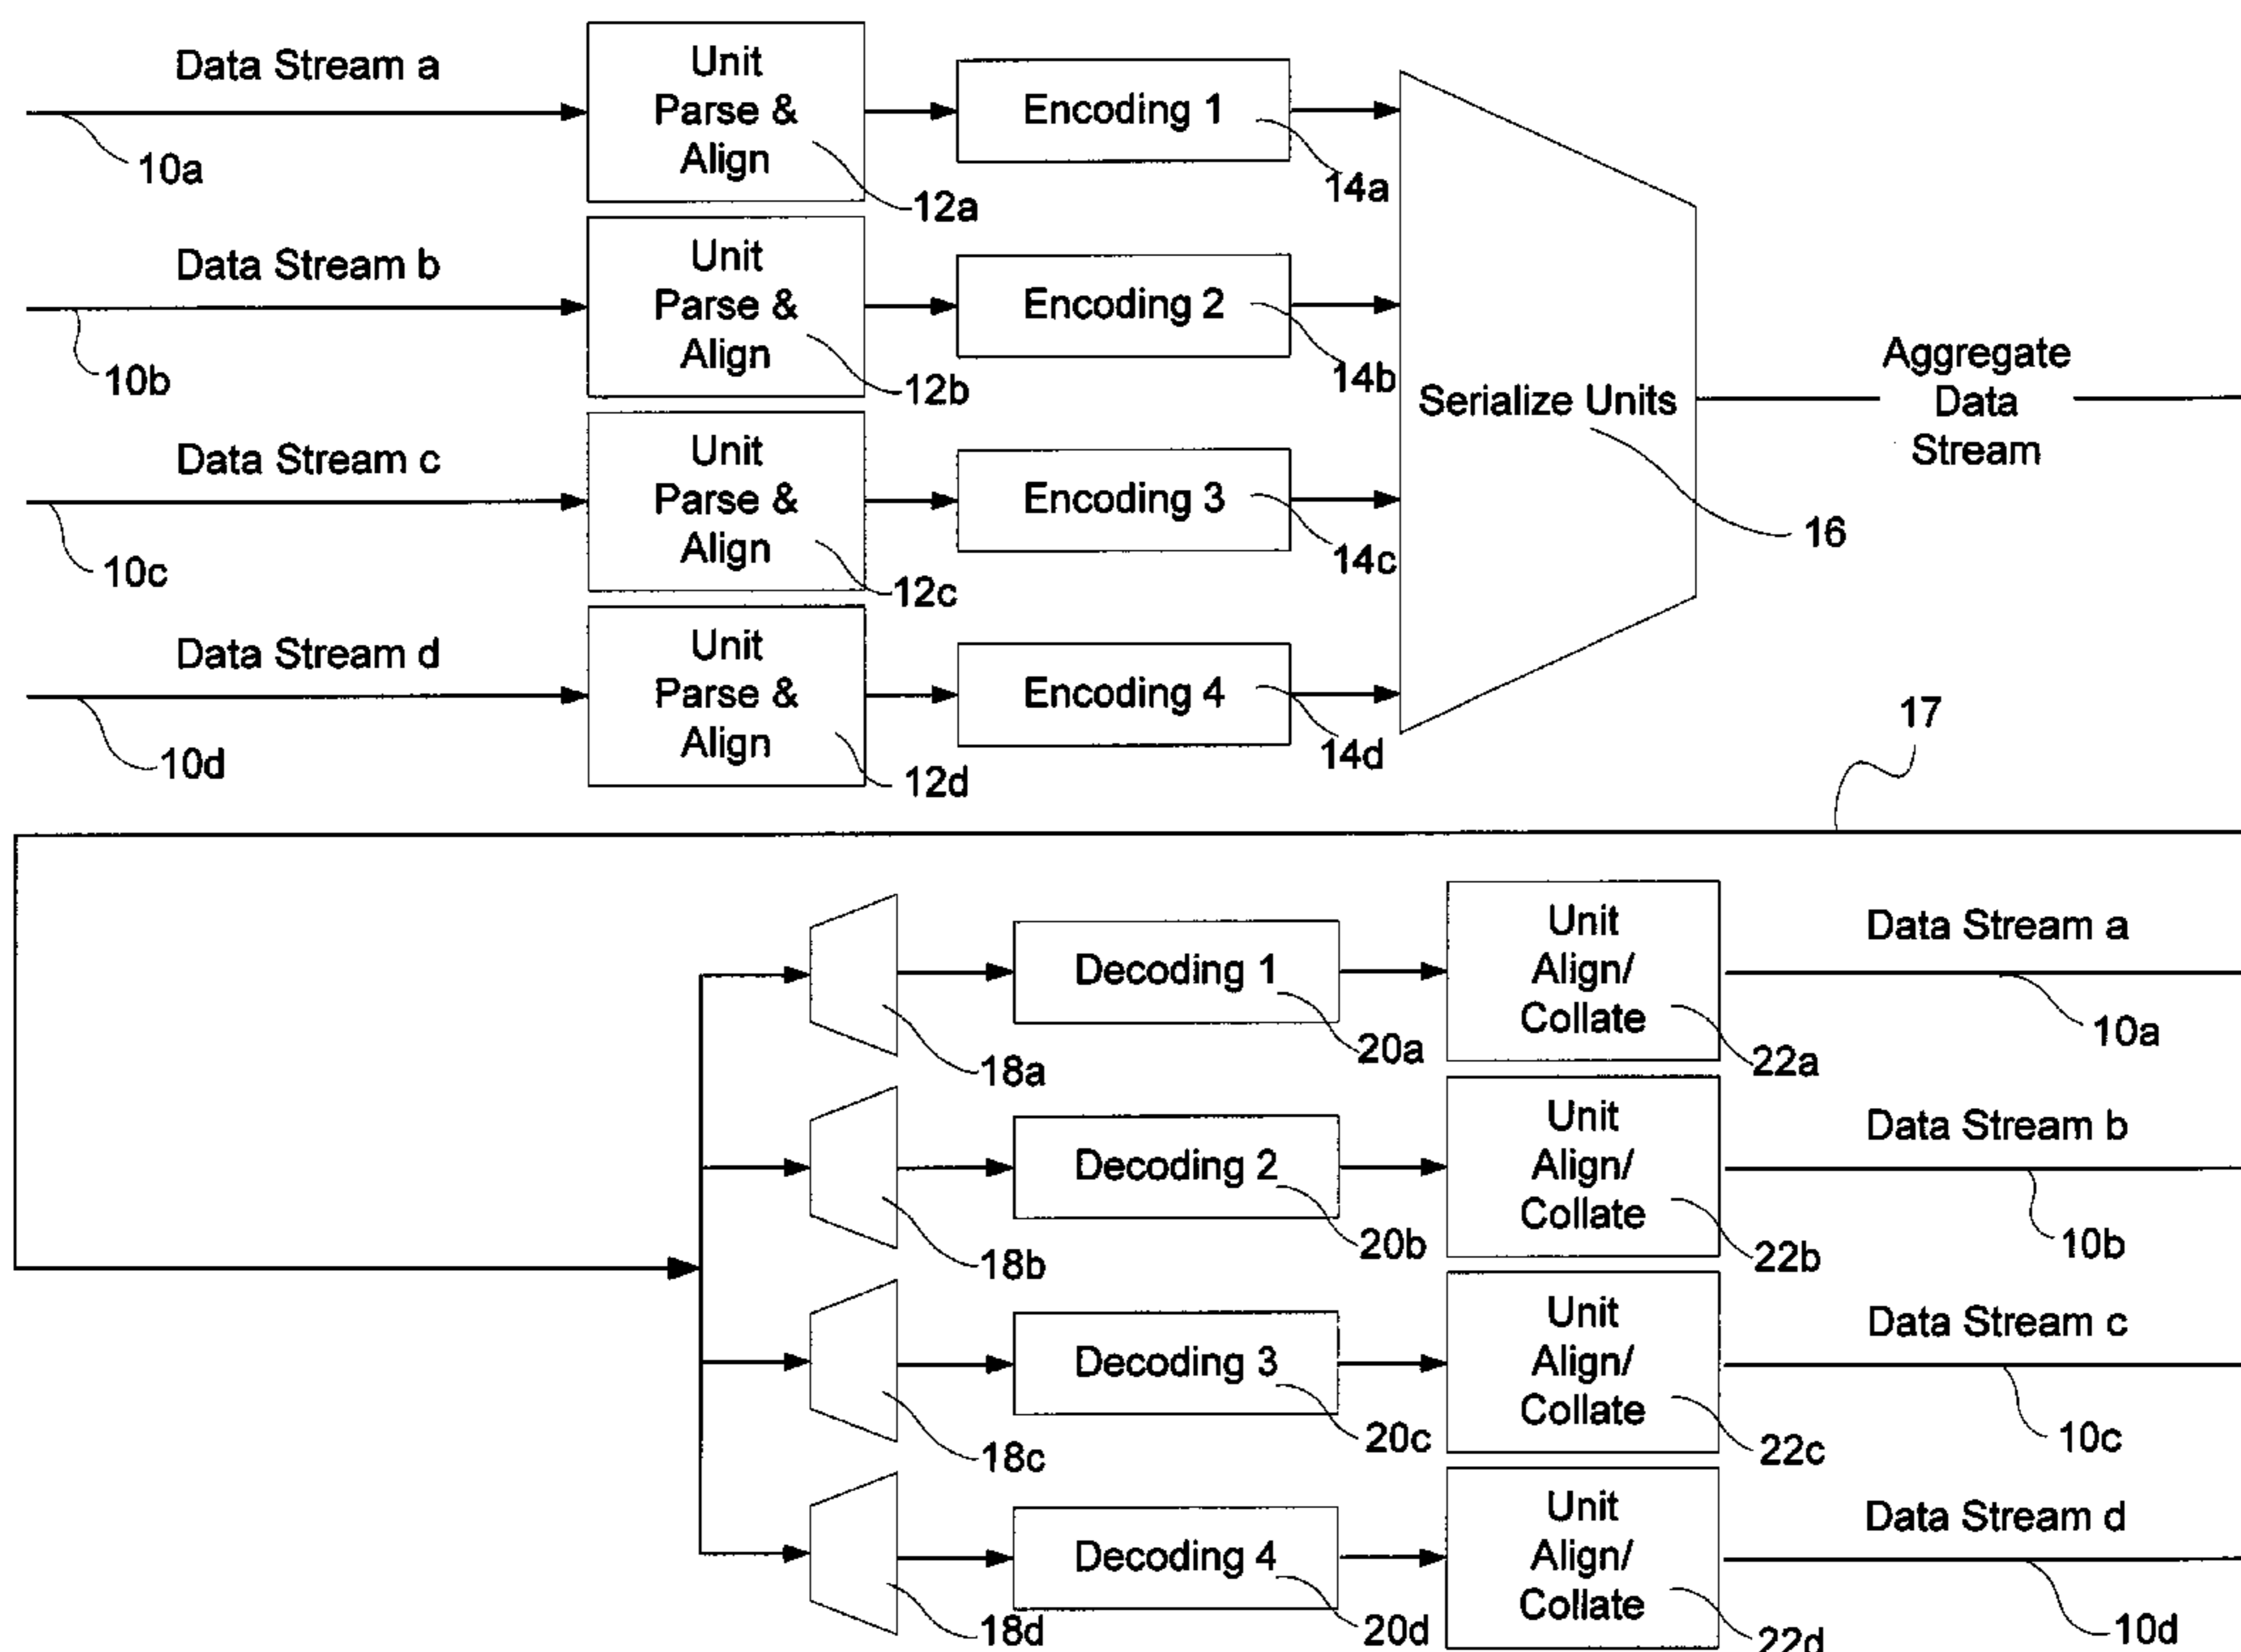 Data Stream a
Unit
Parse &
Align
Encoding 1
10a
12a
14a
Data Stream b
Unit
Parse &
Align
Encoding 2
10b
12b
14b
Serialize Units
Aggregate
Data
Stream
Data Stream c
Unit
Parse &
Align
Encoding 3
10c
12c
14c
16
Data Stream d
Unit
Parse &
Align
Encoding 4
10d
12d
14d
17
Decoding 1
Unit
Align/
Collate
Data Stream a
18a
20a
22a
10a
Decoding 2
Unit
Align/
Collate
Data Stream b
18b
20b
22b
10b
Decoding 3
Unit
Align/
Collate
Data Stream c
18c
20c
22c
10c
Decoding 4
Unit
Align/
Collate
Data Stream d
18d
20d
22d
10d